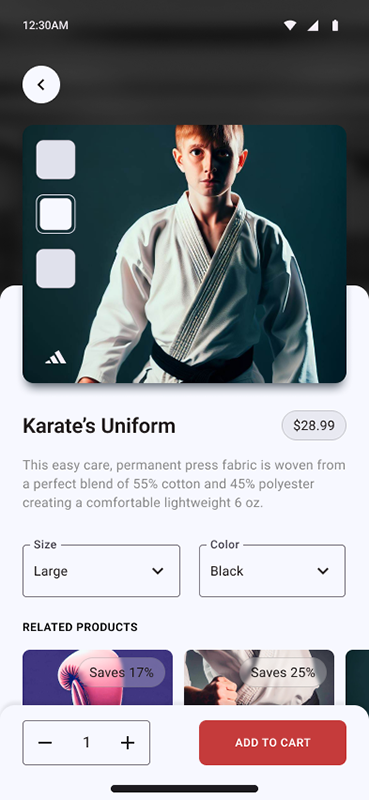 12:30AM
Karate's Uniform
$28.99
This easy care, permanent press fabric is woven from
a perfect blend of 55% cotton and 45% polyester
creating a comfortable lightweight 6 oz.
Size
Large
Color
Black
RELATED PRODUCTS
Saves 17%
Saves 25%
1
ADD TO CART